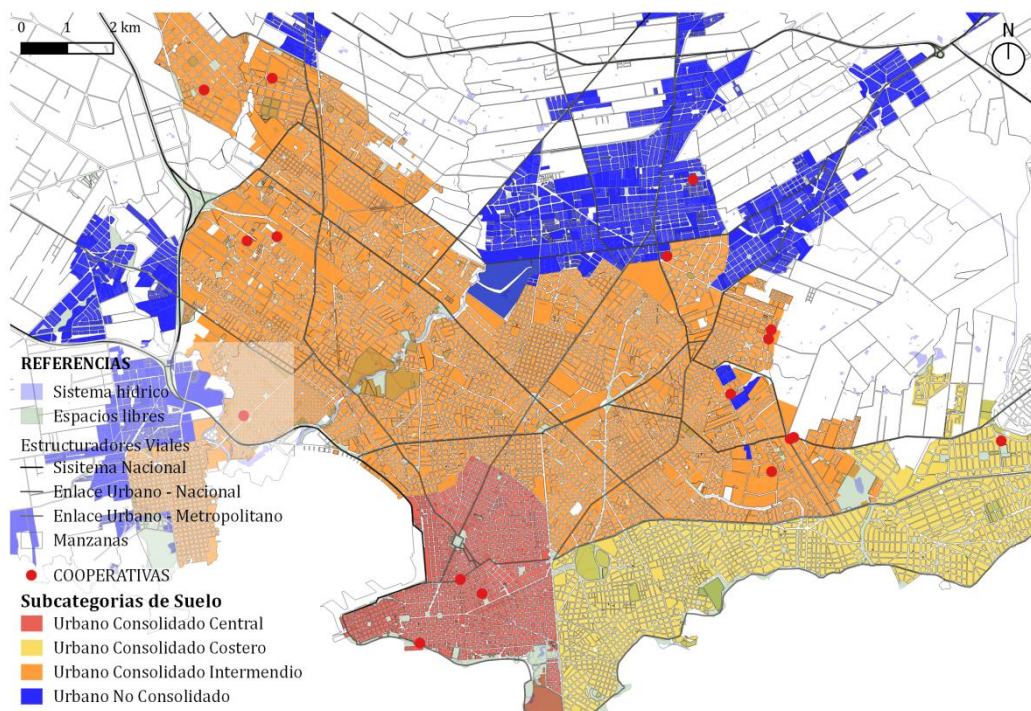 0 1 2 km
N
REFERENCIAS
Sistema hídrico
Espacios libres
Estructuradores Viales
Sisitema Nacional
Enlace Urbano - Nacional
Enlace Urbano - Metropolitano
Manzanas
COOPERATIVAS
Subcategorias de Suelo
Urbano Consolidado Central
Urbano Consolidado Costero
Urbano Consolidado Intermendio
Urbano No Consolidado